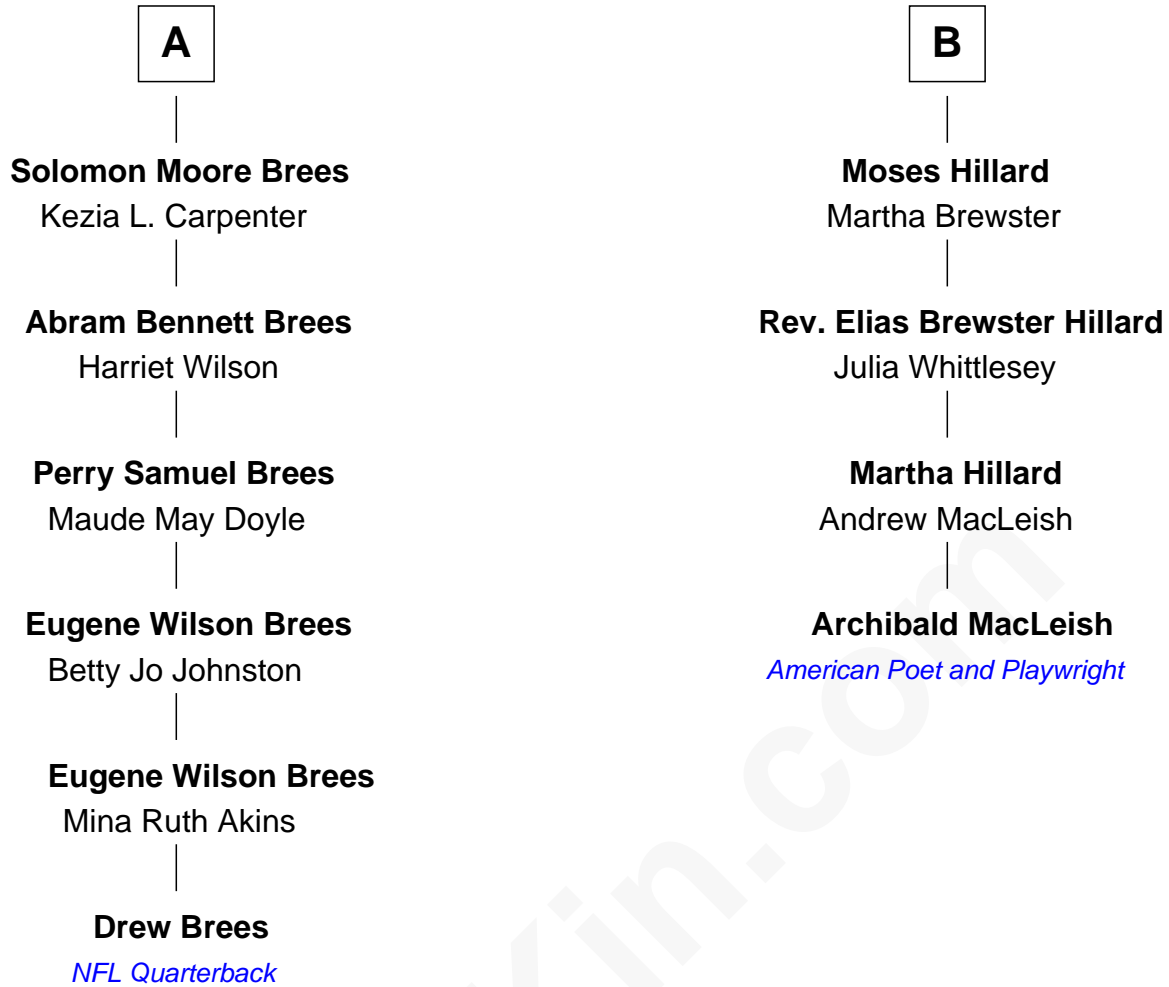 A
Solomon Moore Brees
Kezia L. Carpenter
Abram Bennett Brees
Harriet Wilson
Perry Samuel Brees
Maude May Doyle
Eugene Wilson Brees
Betty Jo Johnston
Eugene Wilson Brees
Mina Ruth Akins
Drew Brees
NFL Quarterback
B
Moses Hillard
Martha Brewster
Rev. Elias Brewster Hillard
Julia Whittlesey
Martha Hillard
Andrew MacLeish
Archibald MacLeish
American Poet and Playwright
Kin.com